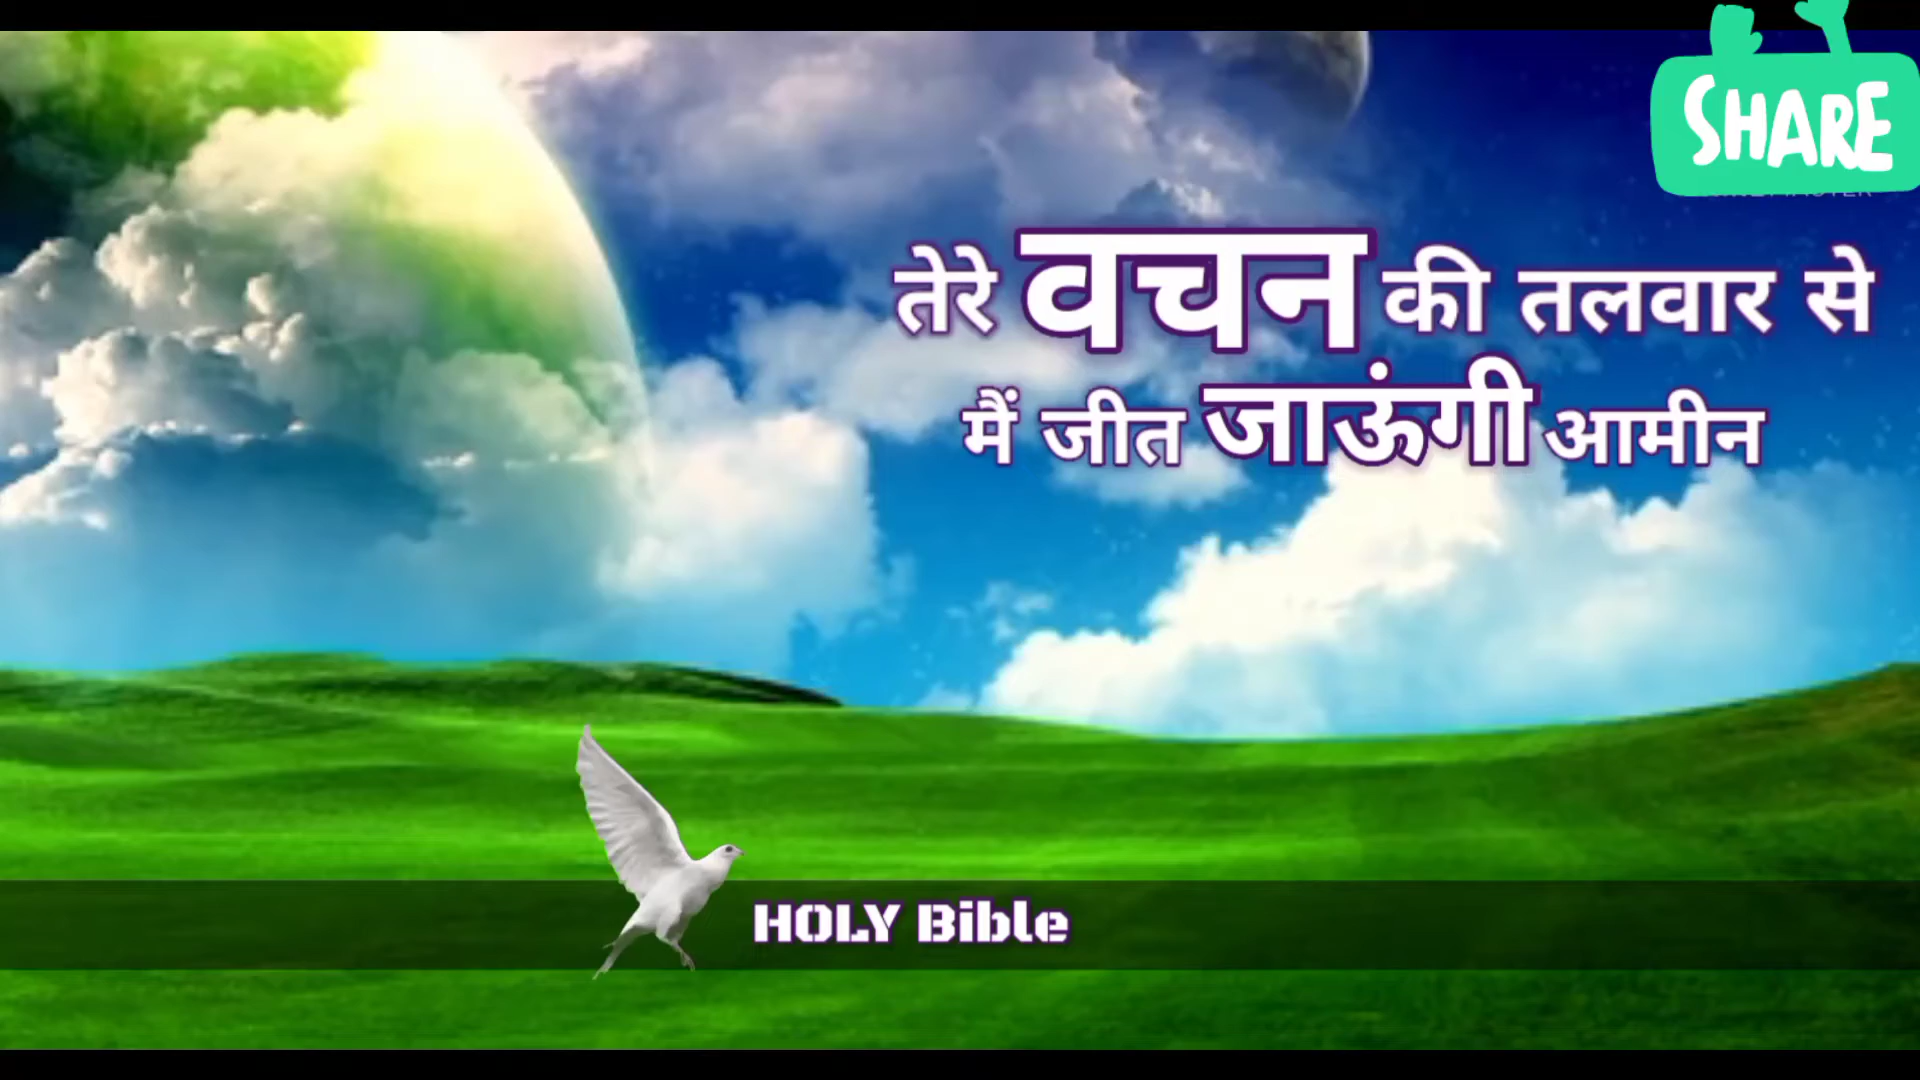 SHARE
तेरे वचन की तलवार से
मैं जीत जाऊंगी आमीन
HOLY Bible